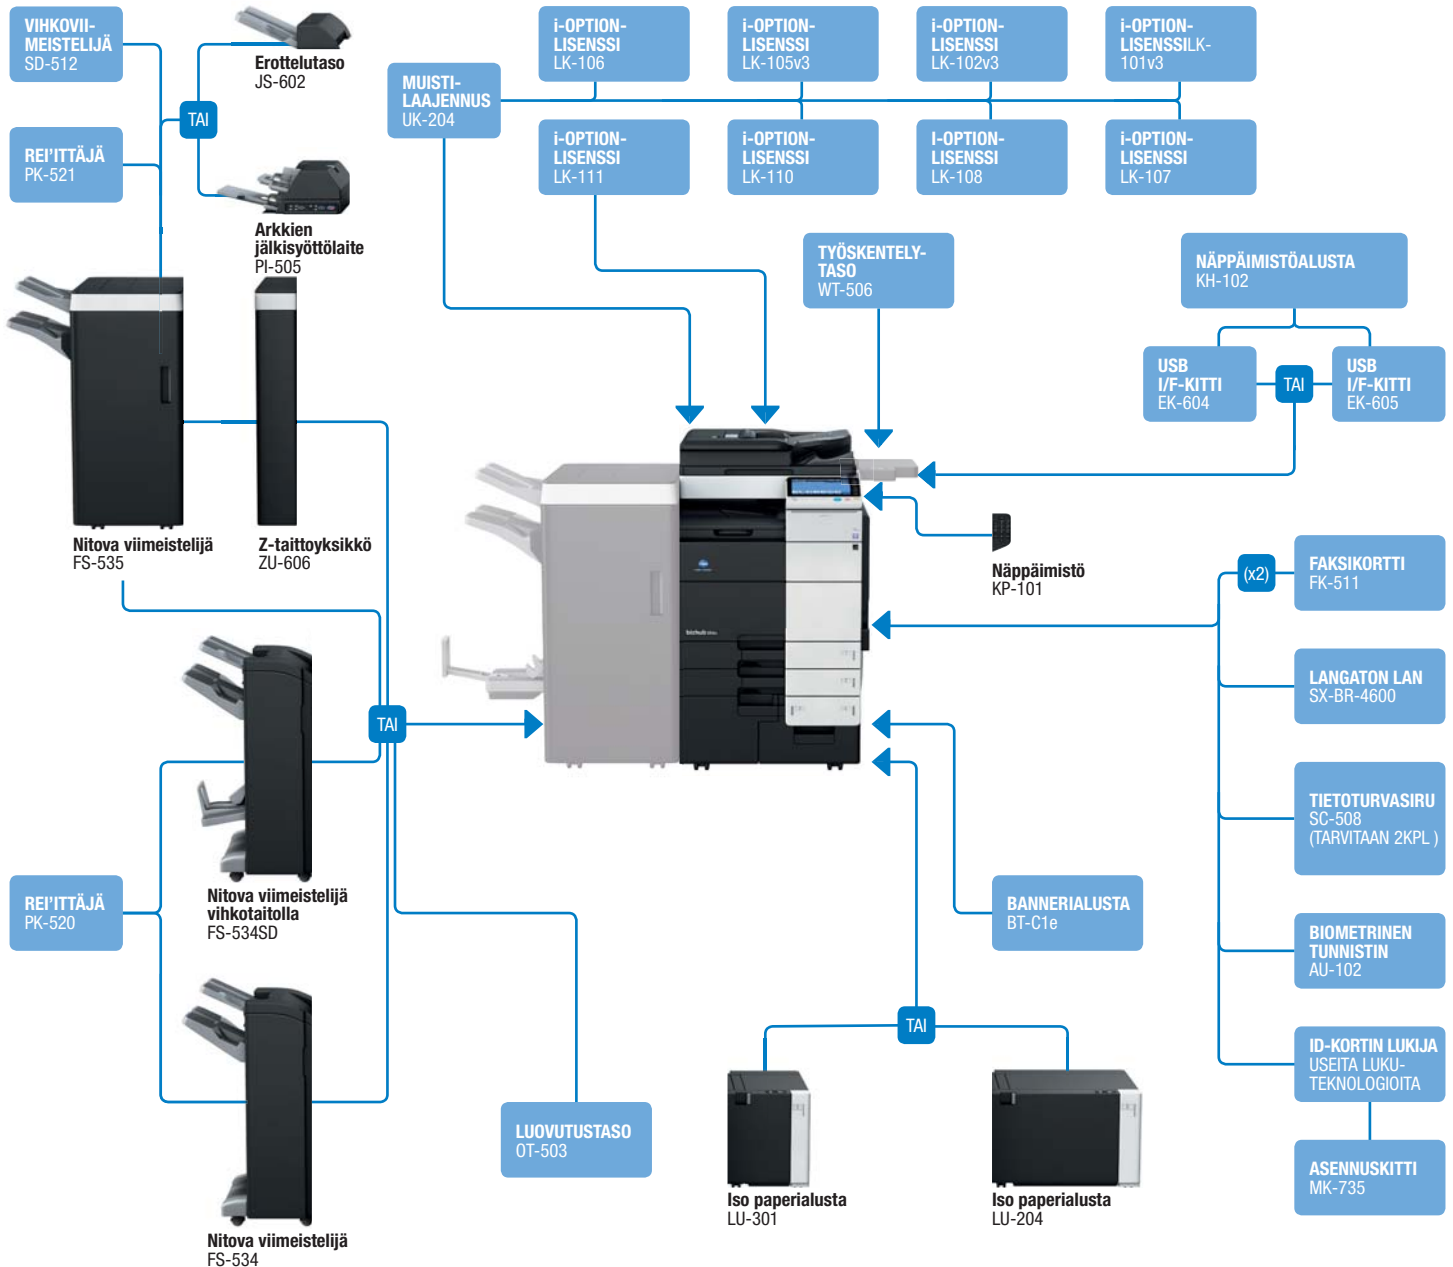 VIHKOVII-
MEISTELIJÄ
SD-512
Erottelutaso
JS-602
TAI
REI'ITTÄJÄ
PK-521
Arkkien
jälkisyöttölaite
PI-505
MUISTI-
LAAJENNUS
UK-204
i-OPTION-
LISENSSI
LK-106
i-OPTION-
LISENSSI
LK-105v3
i-OPTION-
LISENSSI
LK-102v3
i-OPTION-
LISENSSILK-
101v3
i-OPTION-
LISENSSI
LK-111
i-OPTION-
LISENSSI
LK-110
I-OPTION-
LISENSSI
LK-108
i-OPTION-
LISENSSI
LK-107
TYÖSKENTELY-
TASO
WT-506
NÄPPÄIMISTÖALUSTA
KH-102
USB
I/F-KITTI
EK-604
TAI
USB
I/F-KITTI
EK-605
Nitova viimeistelijä
FS-535
Z-taittoyksikkö
ZU-606
Näppäimistö
KP-101
bizhub
(x2)
FAKSIKORTTI
FK-511
LANGATON LAN
SX-BR-4600
TIETOTURVASIRU
SC-508
(TARVITAAN 2KPL )
BIOMETRINEN
TUNNISTIN
AU-102
ID-KORTIN LUKIJA
USEITA LUKU-
TEKNOLOGIOITA
ASENNUSKITTI
MK-735
TAI
REI'ITTÄJÄ
PK-520
Nitova viimeistelijä
vihkotaitolla
FS-534SD
Nitova viimeistelijä
FS-534
LUOVUTUSTASO
OT-503
BANNERIALUSTA
BT-C1e
TAI
Iso paperialusta
LU-301
Iso paperialusta
LU-204